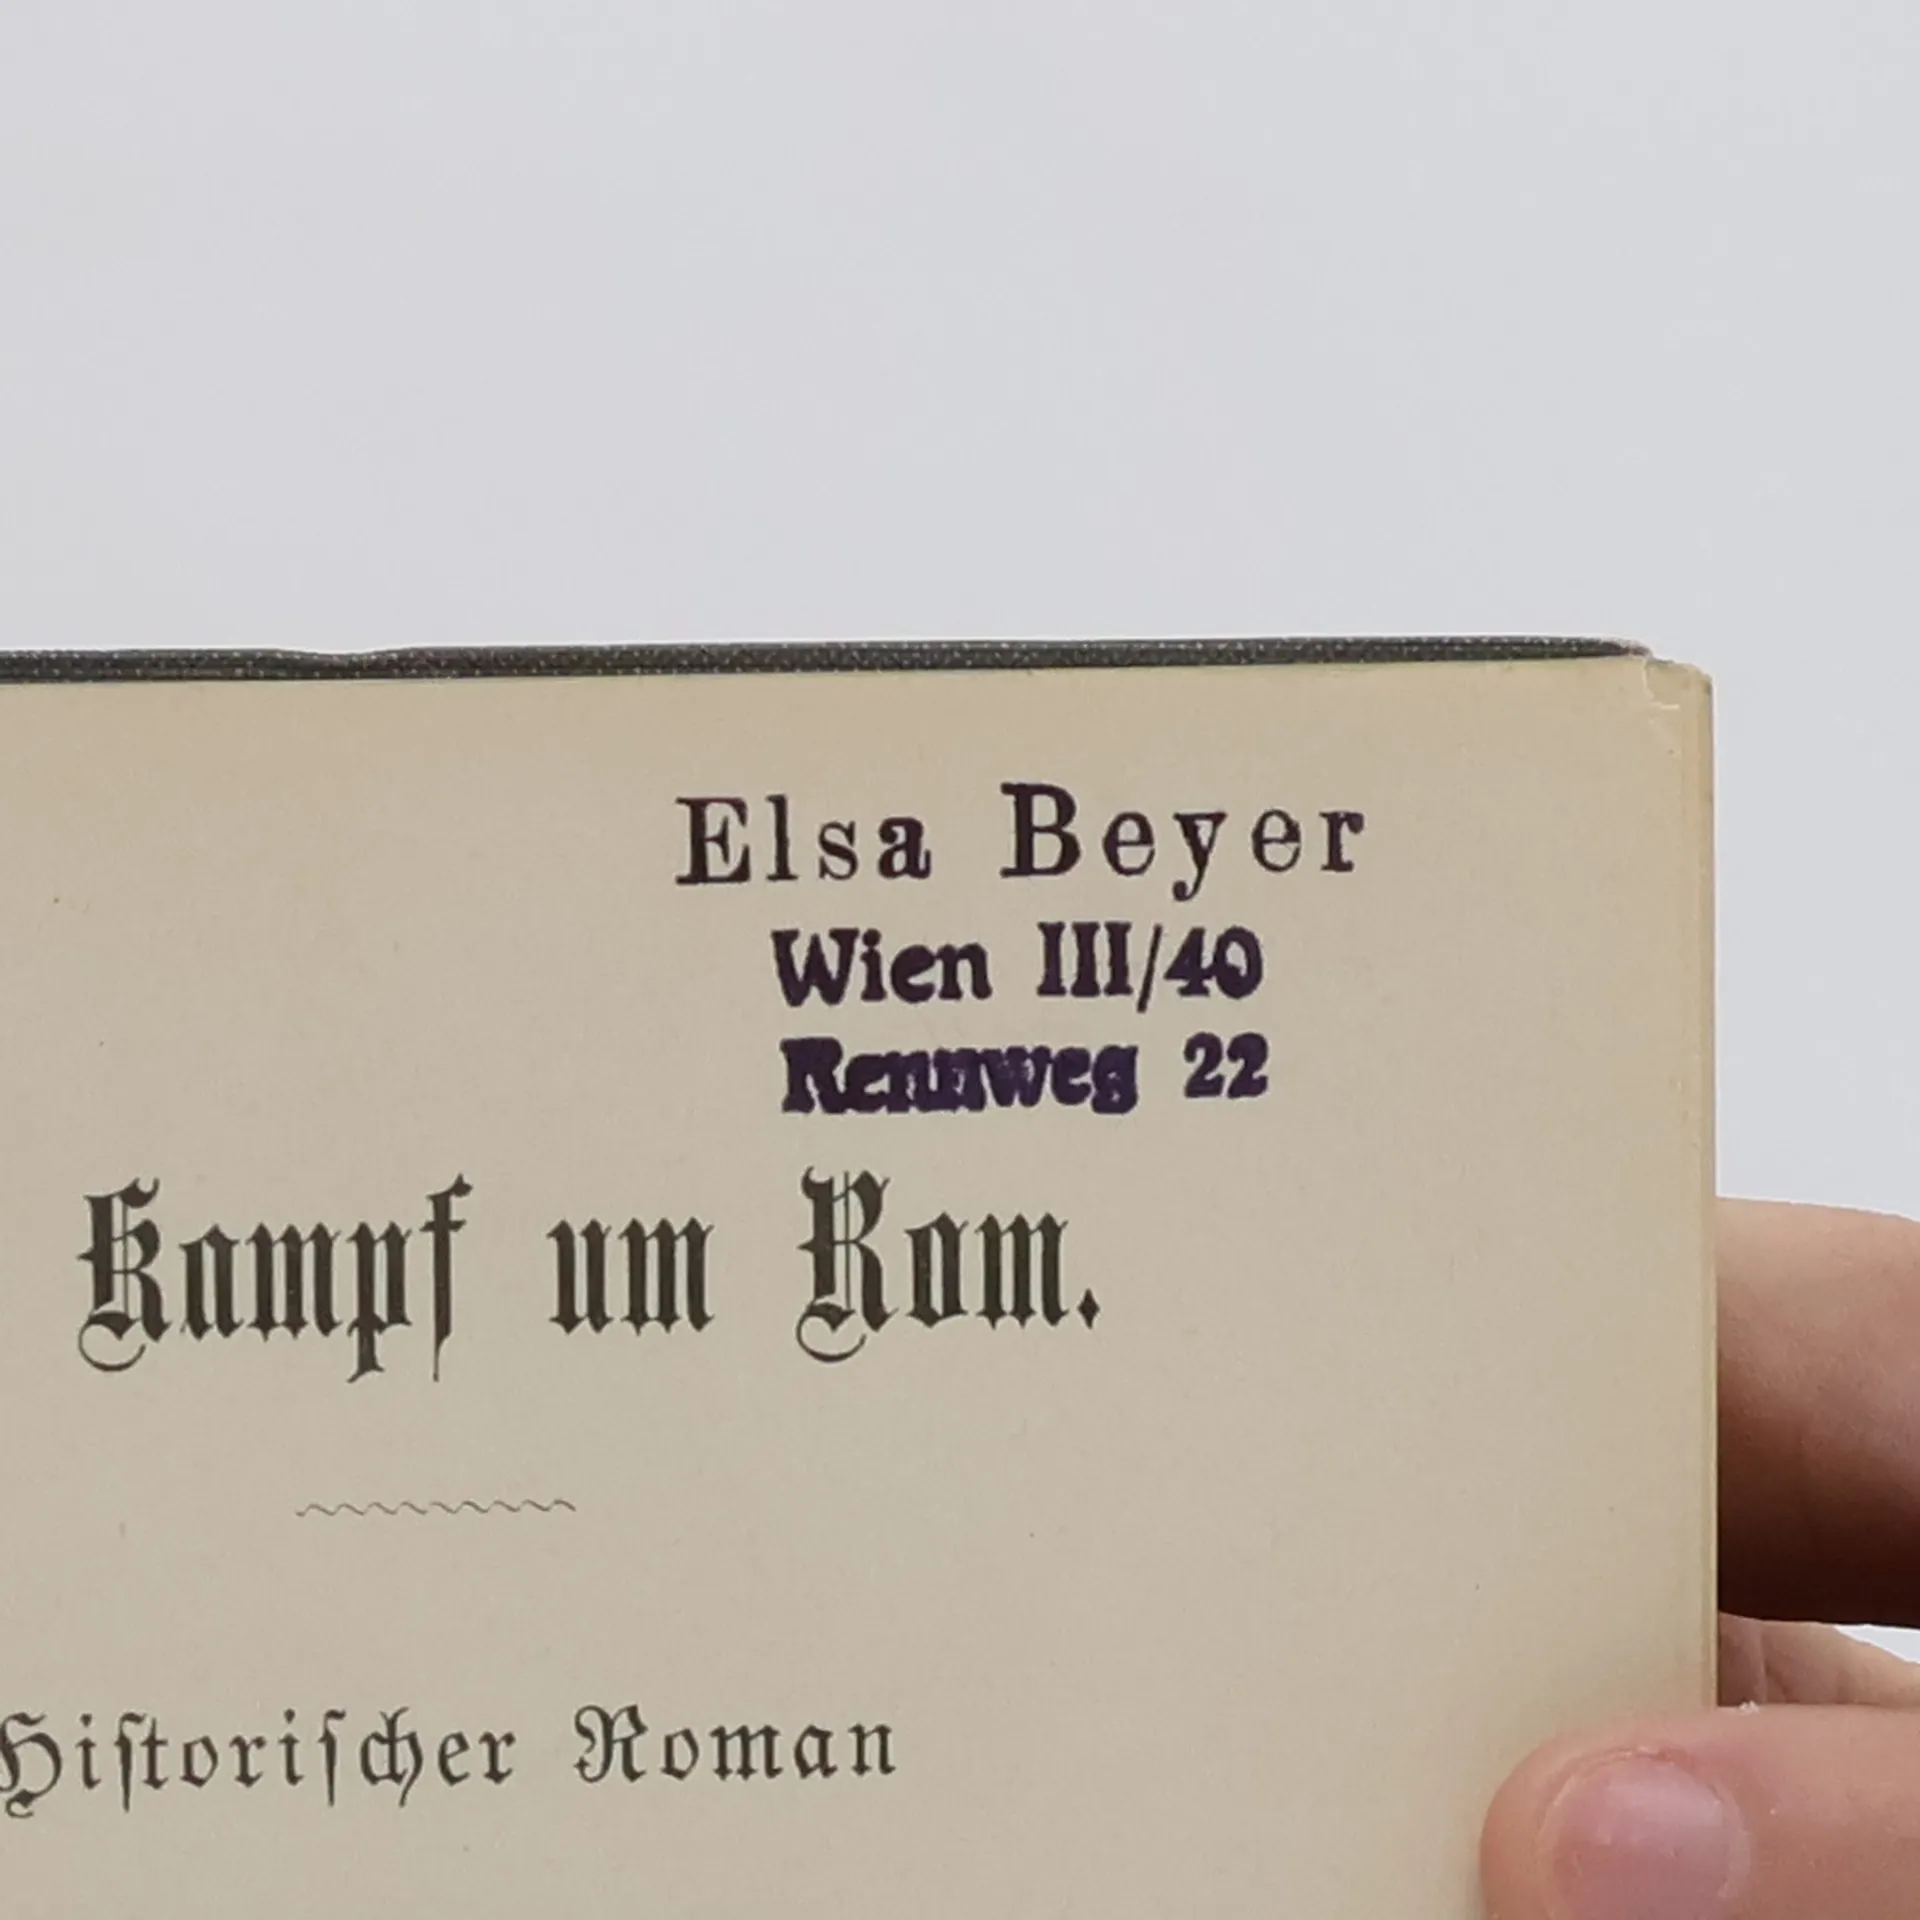 Elsa Beyer
Wien III/40
Rennweg 22
Kampf um Rom.
Hiſtoriſcher Roman